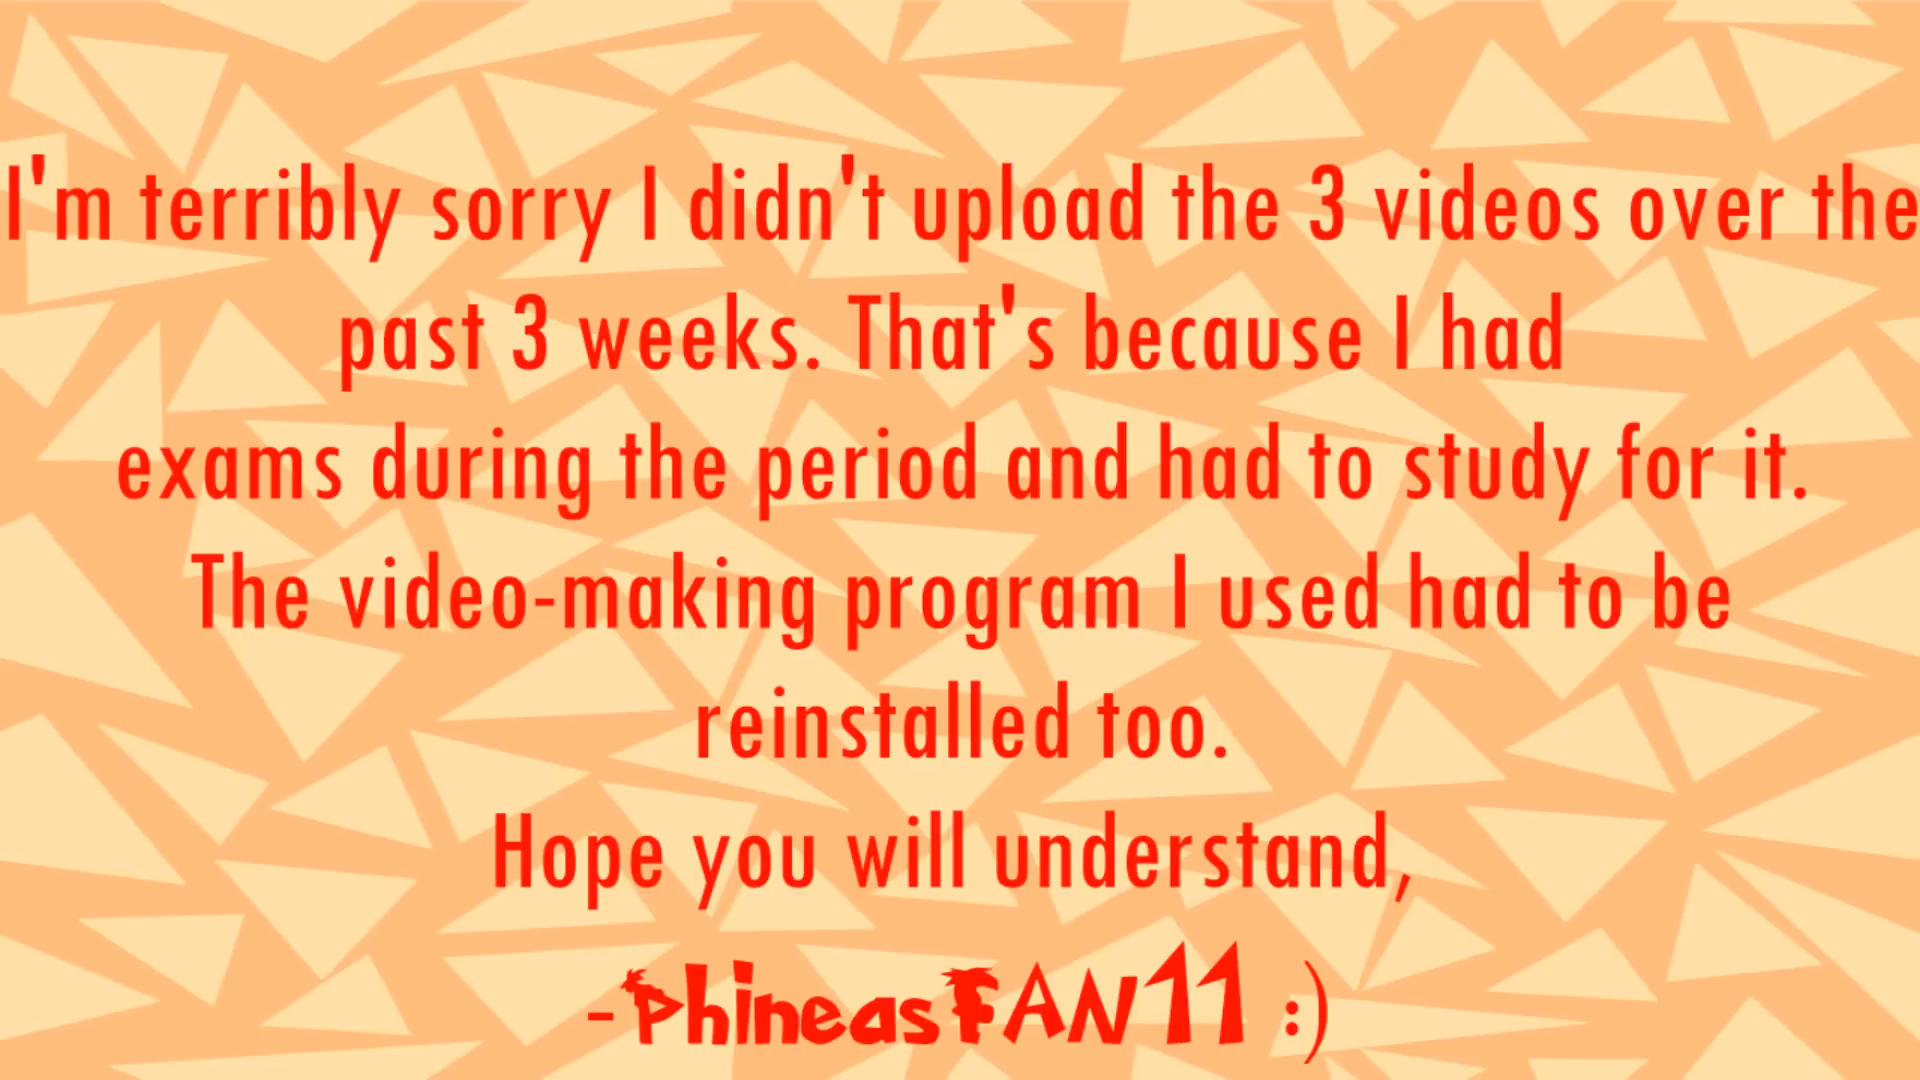 I'm terribly sorry I didn't upload the 3 videos over the
past 3 weeks. That's because I had
exams during the period and had to study for it.
The video-making program I used had to be
reinstalled too.
Hope you will understand,
-PhineasFAN11 :)